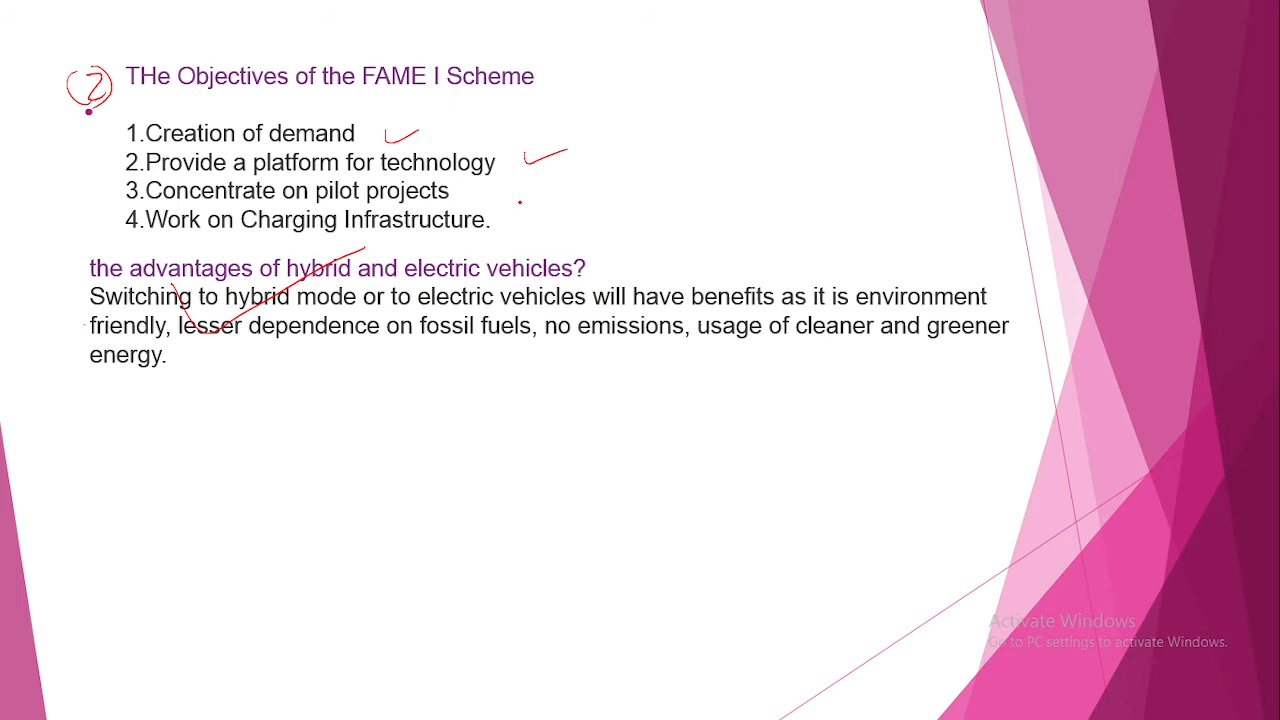 2
THe Objectives of the FAME I Scheme
1.Creation of demand
2.Provide a platform for technology
3.Concentrate on pilot projects
4.Work on Charging Infrastructure.
the advantages of hybrid and electric vehicles?
Switching to hybrid mode or to electric vehicles will have benefits as it is environment
friendly, lesser dependence on fossil fuels, no emissions, usage of cleaner and greener
energy.
Activate Windows
Go to PC settings to activate Windows.